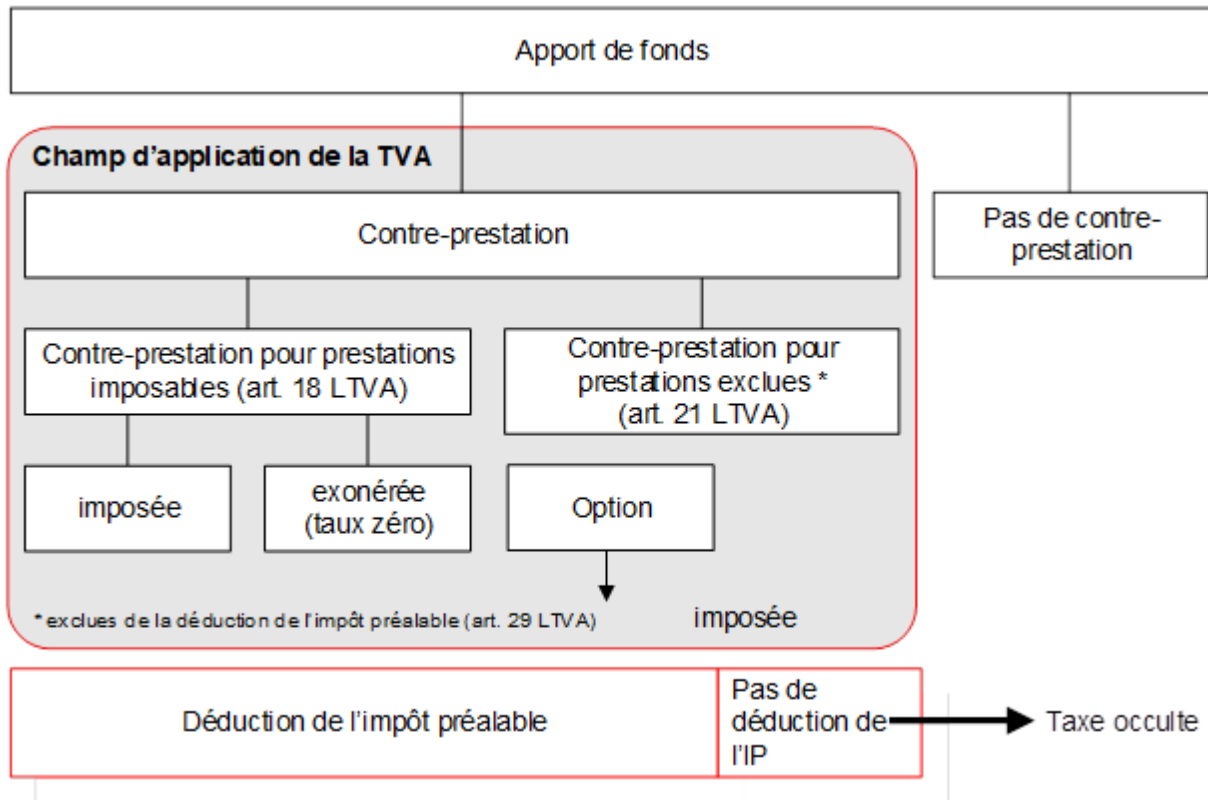 Apport de fonds
Champ d'application de la TVA
Contre-prestation
Pas de contre-
prestation
Contre-prestation pour prestations
imposables (art. 18 LTVA)
Contre-prestation pour
prestations exclues *
(art. 21 LTVA)
imposée
exonérée
(taux zéro)
Option
* exclues de la déduction de l'impôt préalable (art. 29 LTVA)
imposée
Déduction de l'impôt préalable
Pas de
déduction de
l'IP
Taxe occulte